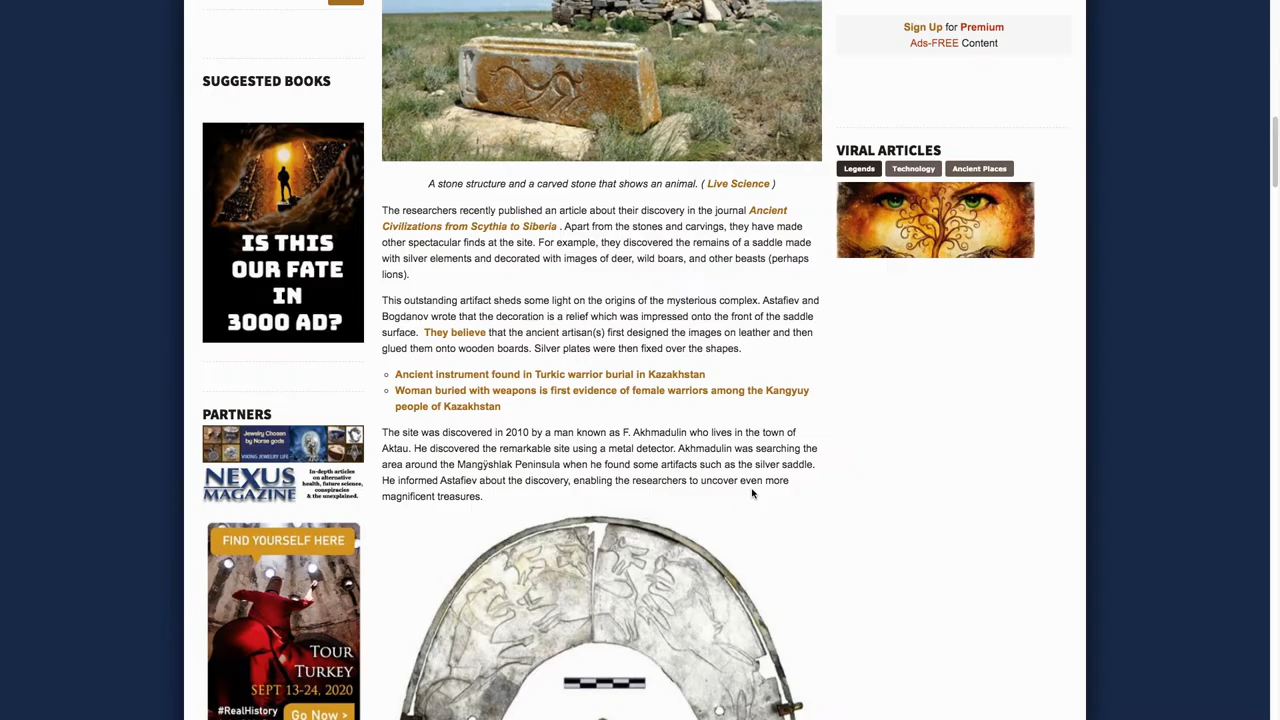 SUGGESTED BOOKS
IS THIS
OUR FATE
IN
3000 AD?
PARTNERS
Jewelry Chosen
by Norse gods
VIKING JEWELRY LIFE
NEXUS
MAGAZINE
In-depth articles
on alternative
health, future science,
conspiracies
& the unexplained.
FIND YOURSELF HERE
TOUR
TURKEY
SEPT 13-24, 2020
#RealHistory
Go Now >
A stone structure and a carved stone that shows an animal. ( Live Science )
The researchers recently published an article about their discovery in the journal Ancient
Civilizations from Scythia to Siberia . Apart from the stones and carvings, they have made
other spectacular finds at the site. For example, they discovered the remains of a saddle made
with silver elements and decorated with images of deer, wild boars, and other beasts (perhaps
lions).
This outstanding artifact sheds some light on the origins of the mysterious complex. Astafiev and
Bogdanov wrote that the decoration is a relief which was impressed onto the front of the saddle
surface. They believe that the ancient artisan(s) first designed the images on leather and then
glued them onto wooden boards. Silver plates were then fixed over the shapes.
Ancient instrument found in Turkic warrior burial in Kazakhstan
Woman buried with weapons is first evidence of female warriors among the Kangyuy
people of Kazakhstan
The site was discovered in 2010 by a man known as F. Akhmadulin who lives in the town of
Aktau. He discovered the remarkable site using a metal detector. Akhmadulin was searching the
area around the Mangÿshlak Peninsula when he found some artifacts such as the silver saddle.
He informed Astafiev about the discovery, enabling the researchers to uncover even more
magnificent treasures.
Sign Up for Premium
Ads-FREE Content
VIRAL ARTICLES
Legends
Technology
Ancient Places